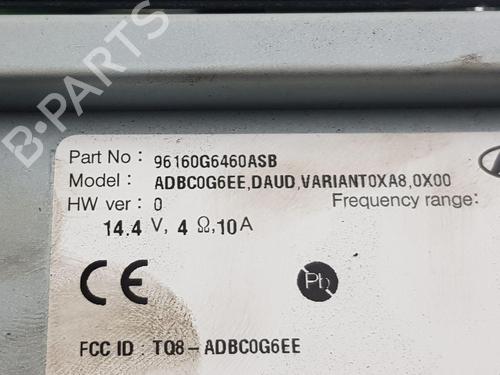 B-PARTS
Part No : 96160G6460ASB
Model : ADBC0G6EE,DAUD,VARIANT0XA8,0X00
HW ver : 0 Frequency range:
14.4 V, 4 Ω,10A
CE Pb
FCC ID : TQ8-ADBC0G6EE